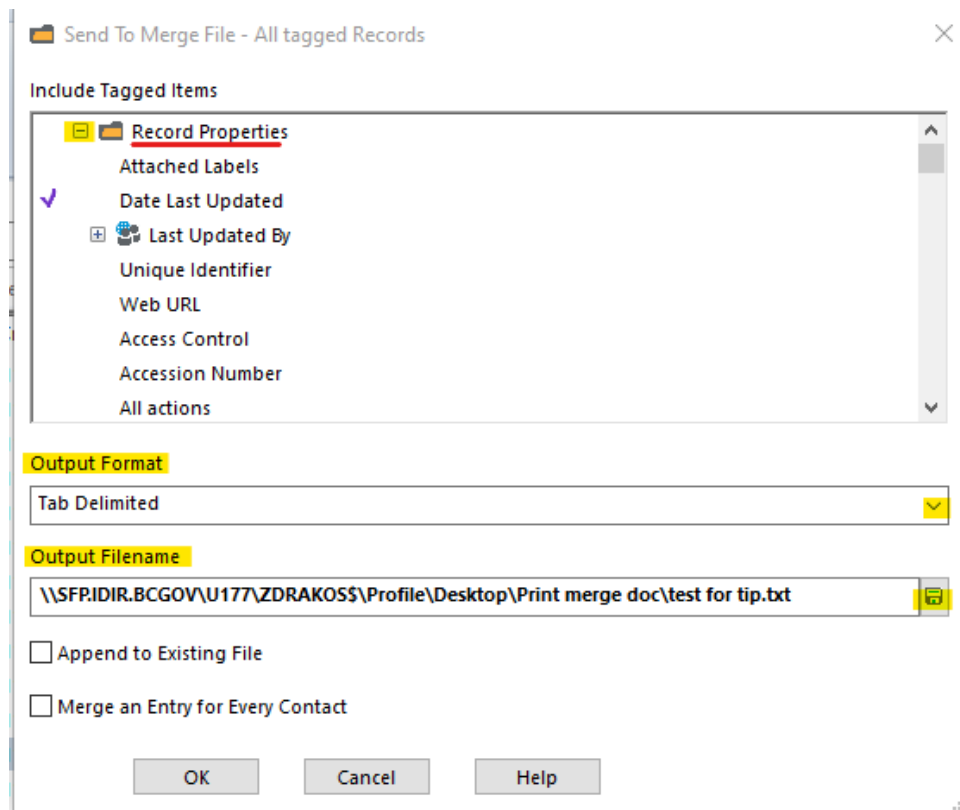 Send To Merge File - All tagged Records
Include Tagged Items
Record Properties
Attached Labels
Date Last Updated
Last Updated By
Unique Identifier
Web URL
Access Control
Accession Number
All actions
Output Format
Tab Delimited
Output Filename
\\SFP.IDIR.BCGOV\U177\ZDRAKOS$\Profile\Desktop\Print merge doc\test for tip.txt
Append to Existing File
Merge an Entry for Every Contact
OK Cancel Help